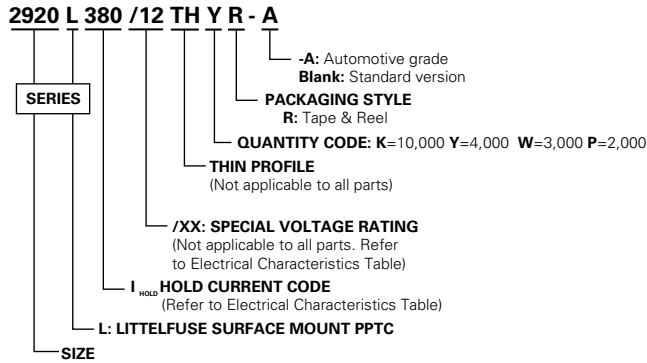 2920 L 380 /12 TH Y R - A
-A: Automotive grade
Blank: Standard version
SERIES
PACKAGING STYLE
R: Tape & Reel
QUANTITY CODE: K=10,000 Y=4,000 W=3,000 P=2,000
THIN PROFILE
(Not applicable to all parts)
/XX: SPECIAL VOLTAGE RATING
(Not applicable to all parts. Refer
to Electrical Characteristics Table)
I HOLD HOLD CURRENT CODE
(Refer to Electrical Characteristics Table)
L: LITTELFUSE SURFACE MOUNT PPTC
SIZE